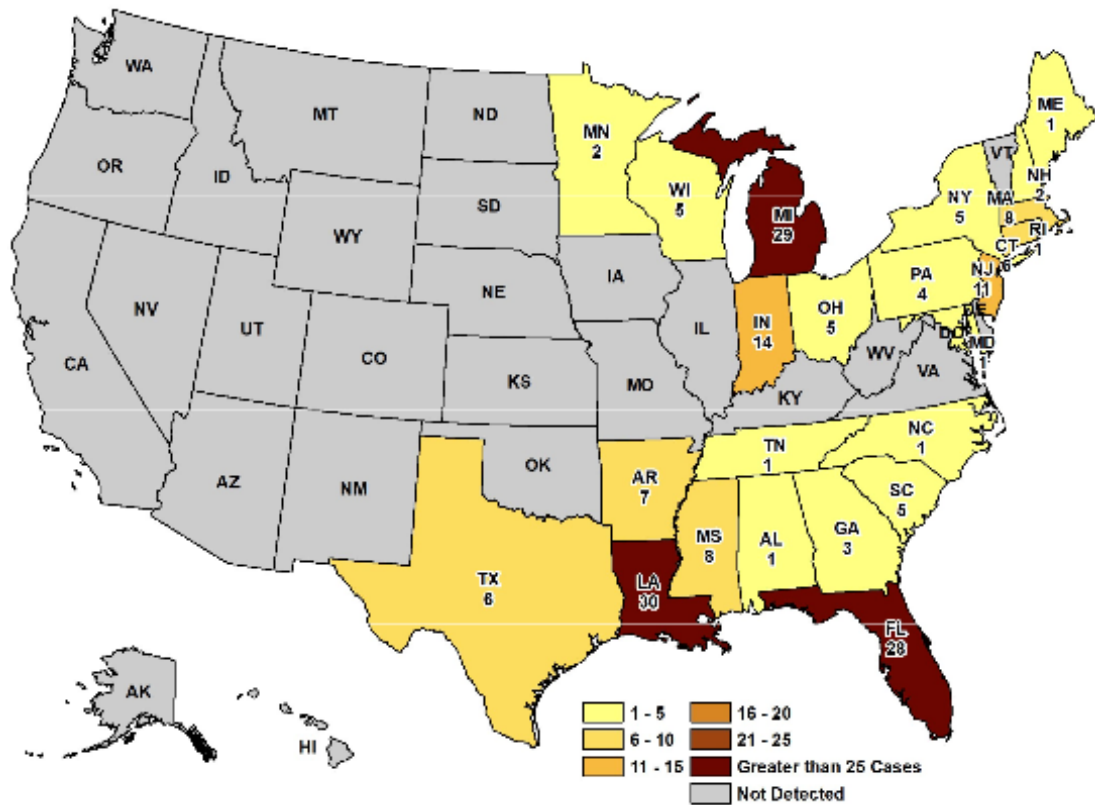 WA
MT
ND
MN
2
ME
1
OR
ID
SD
WI
5
MI
29
VT
NH
2
NY
5
MA
8
RI
1
CT
6
WY
IA
NE
PA
4
NJ
11
NV
UT
CO
IL
IN
14
OH
5
MD
1
WV
VA
CA
KS
MO
KY
AZ
NM
OK
AR
7
TN
1
NC
1
SC
5
MS
8
AL
1
GA
3
TX
6
LA
30
FL
28
AK
HI
1 - 5
16 - 20
6 - 10
21 - 25
11 - 15
Greater than 25 Cases
Not Detected